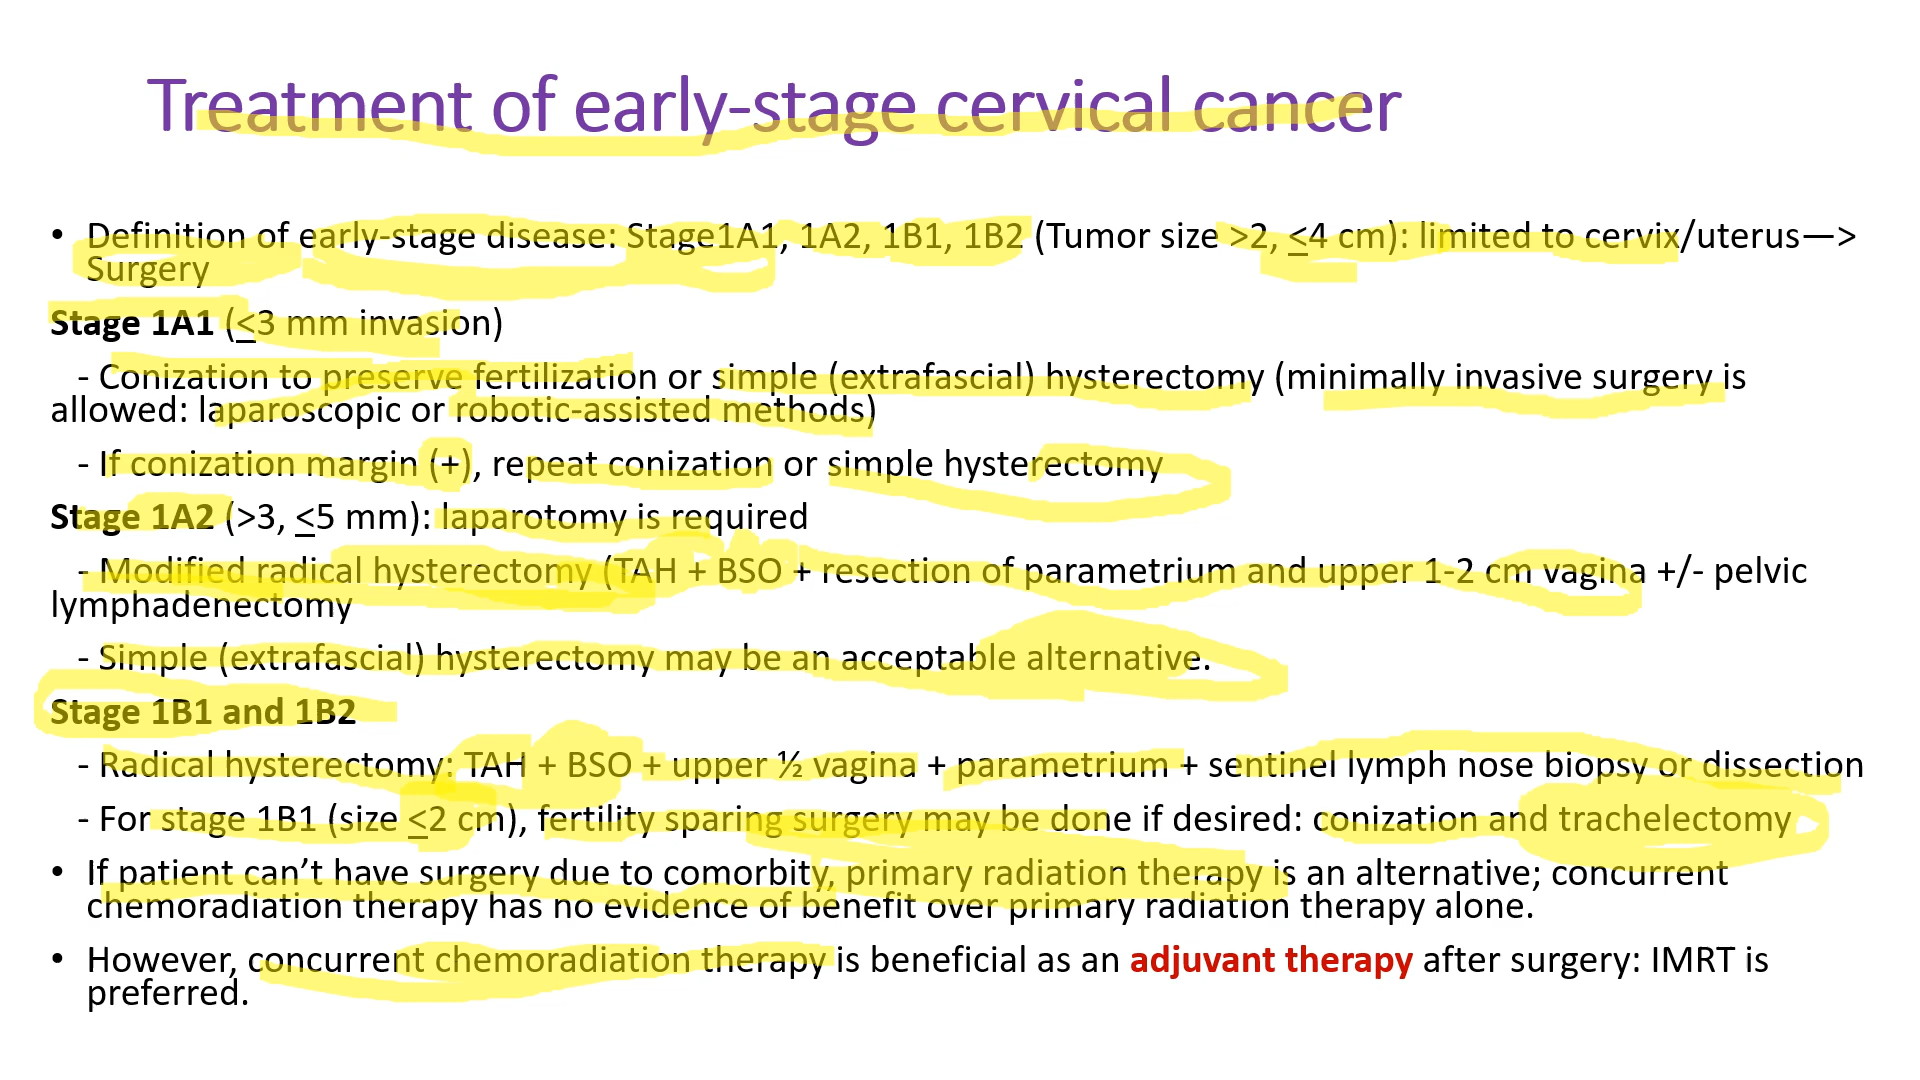 Treatment of early-stage cervical cancer
• Definition of early-stage disease: Stage1A1, 1A2, 1B1, 1B2 (Tumor size >2, ≤4 cm): limited to cervix/uterus—>
Surgery
Stage 1A1 (≤3 mm invasion)
- Conization to preserve fertilization or simple (extrafascial) hysterectomy (minimally invasive surgery is
allowed: laparoscopic or robotic-assisted methods)
- If conization margin (+), repeat conization or simple hysterectomy
Stage 1A2 (>3, ≤5 mm): laparotomy is required
- Modified radical hysterectomy (TAH + BSO + resection of parametrium and upper 1-2 cm vagina +/- pelvic
lymphadenectomy
- Simple (extrafascial) hysterectomy may be an acceptable alternative.
Stage 1B1 and 1B2
- Radical hysterectomy: TAH + BSO + upper ½ vagina + parametrium + sentinel lymph nose biopsy or dissection
- For stage 1B1 (size ≤2 cm), fertility sparing surgery may be done if desired: conization and trachelectomy
• If patient can’t have surgery due to comorbity, primary radiation therapy is an alternative; concurrent
chemoradiation therapy has no evidence of benefit over primary radiation therapy alone.
• However, concurrent chemoradiation therapy is beneficial as an adjuvant therapy after surgery: IMRT is
preferred.